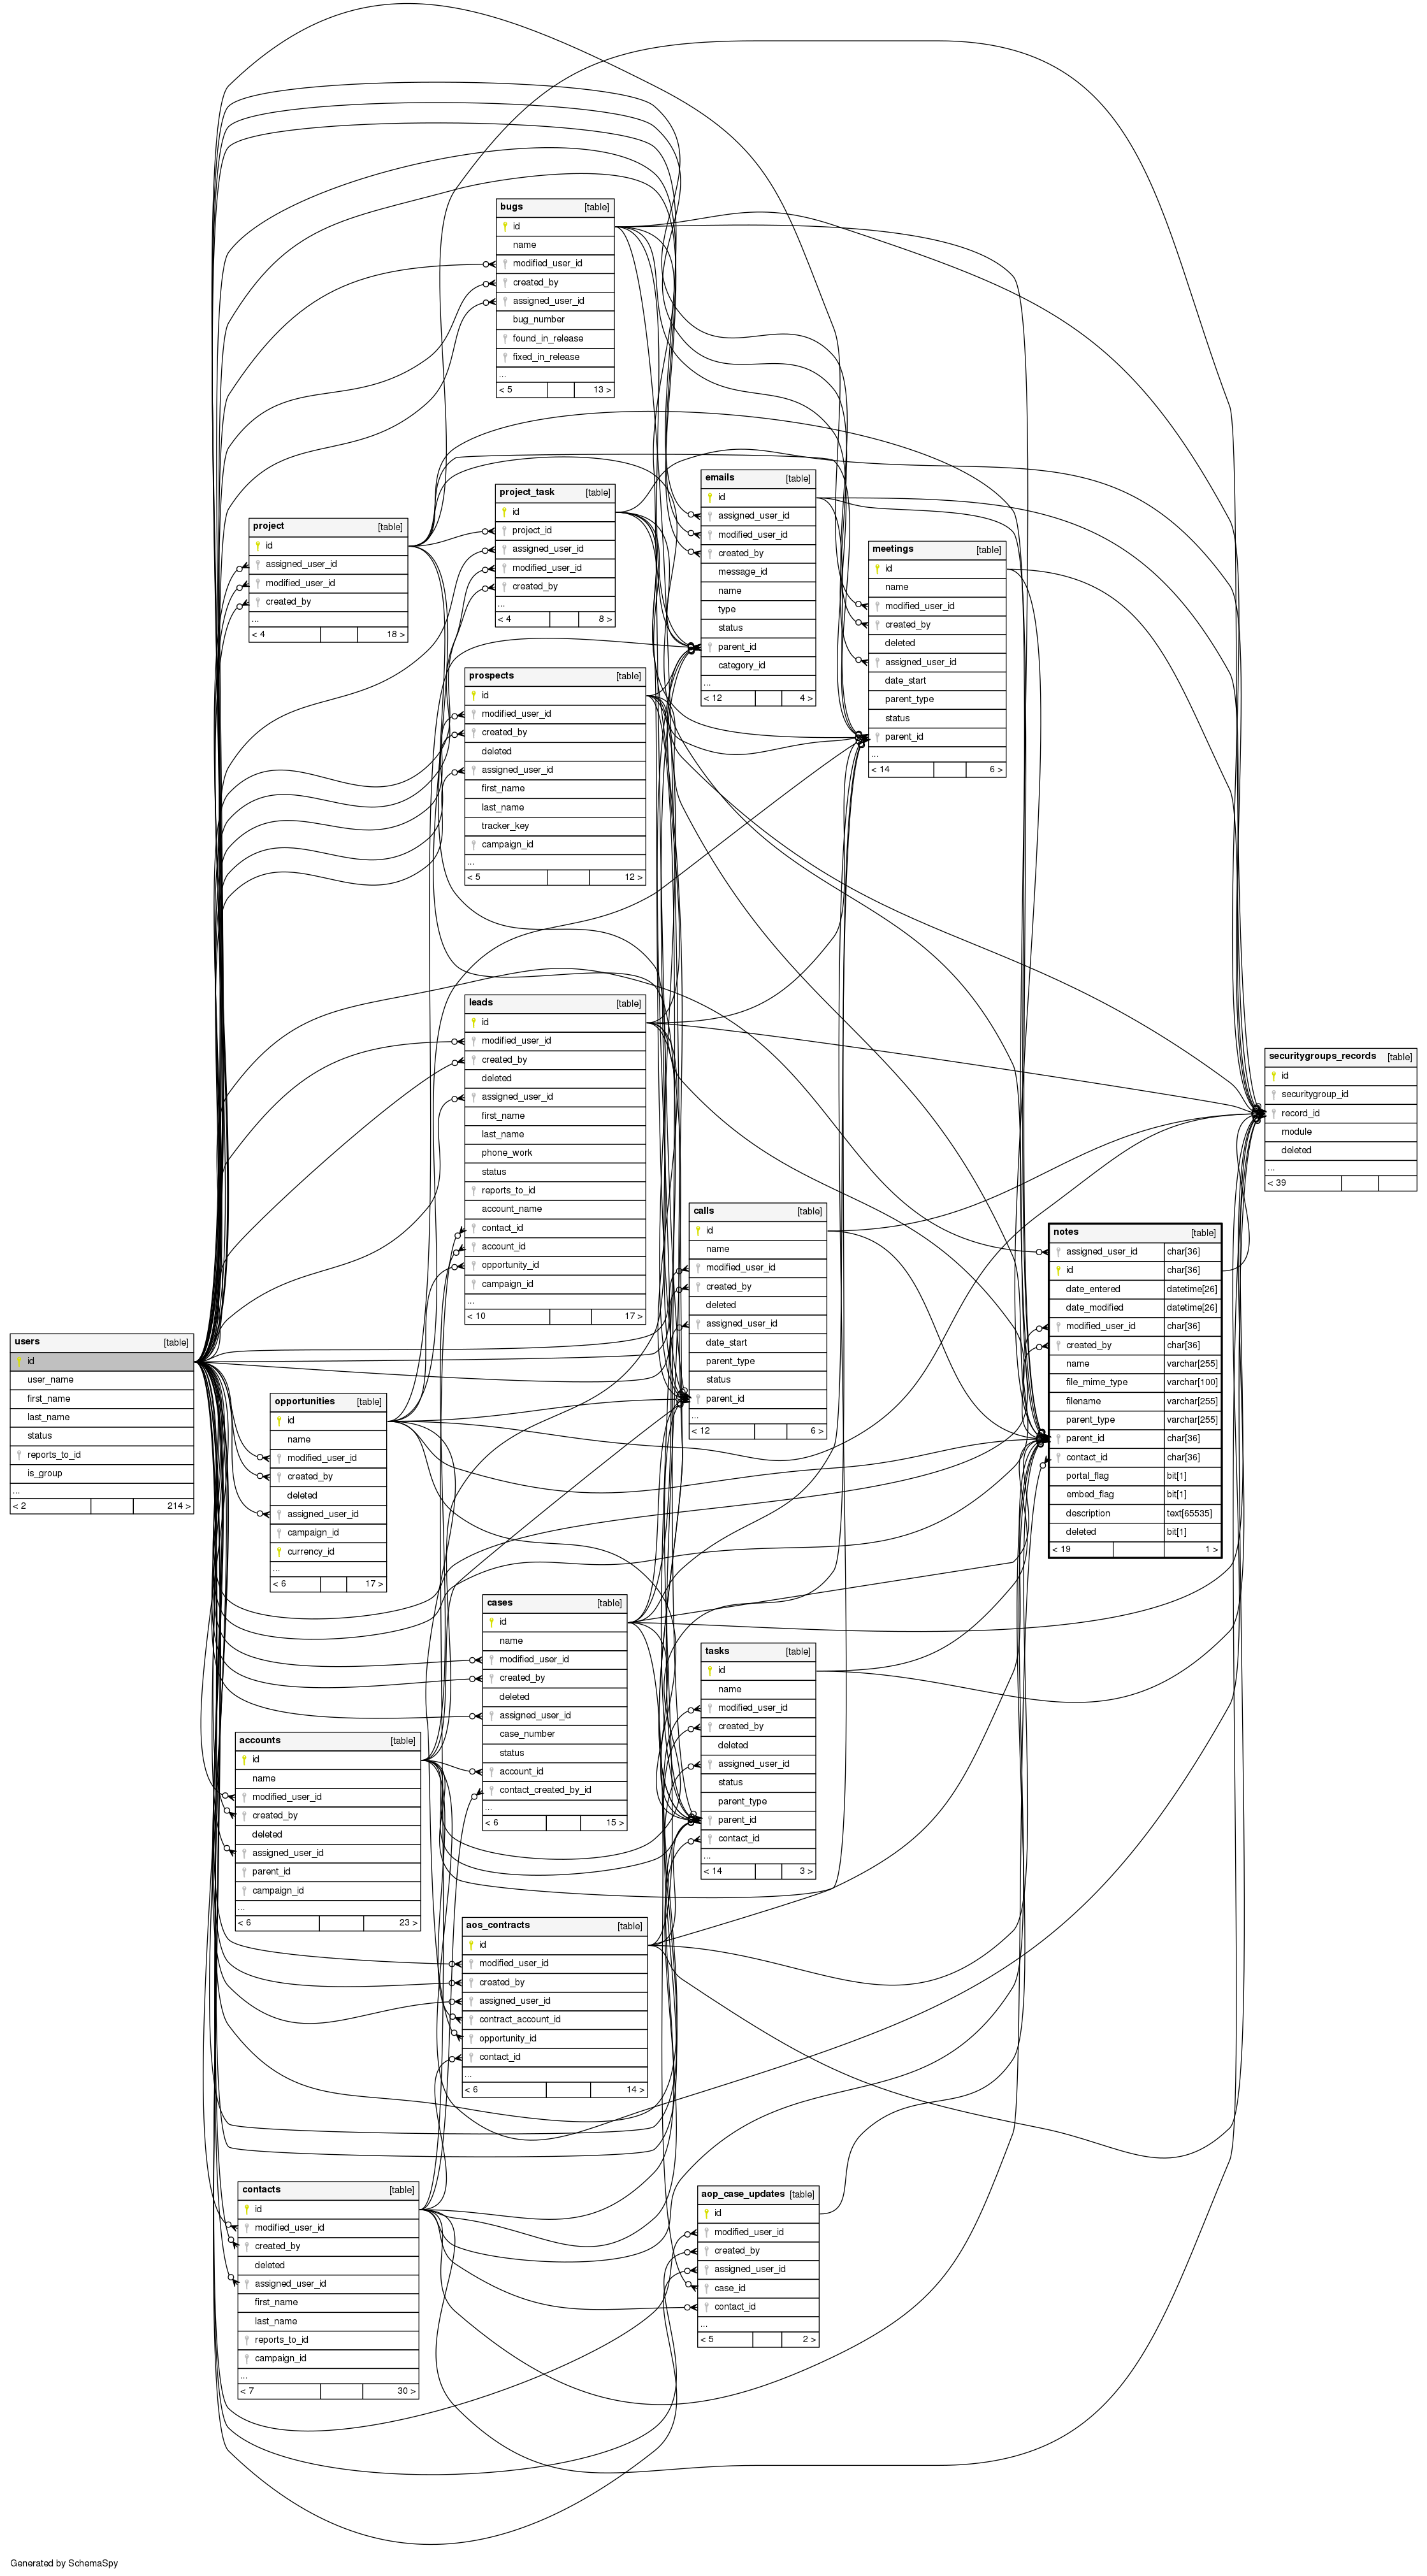 bugs [table]
id
name
modified_user_id
created_by
assigned_user_id
bug_number
found_in_release
fixed_in_release
...
< 5 13 >
emails [table]
id
assigned_user_id
modified_user_id
created_by
message_id
name
type
status
parent_id
category_id
...
< 12 4 >
project_task [table]
id
project_id
assigned_user_id
modified_user_id
created_by
...
< 4 8 >
project [table]
id
assigned_user_id
modified_user_id
created_by
...
< 4 18 >
meetings [table]
id
name
modified_user_id
created_by
deleted
assigned_user_id
date_start
parent_type
status
parent_id
...
< 14 6 >
prospects [table]
id
modified_user_id
created_by
deleted
assigned_user_id
first_name
last_name
tracker_key
campaign_id
...
< 5 12 >
leads [table]
id
modified_user_id
created_by
deleted
assigned_user_id
first_name
last_name
phone_work
status
reports_to_id
account_name
contact_id
account_id
opportunity_id
campaign_id
...
< 10 17 >
securitygroups_records [table]
id
securitygroup_id
record_id
module
deleted
...
< 39
calls [table]
id
name
modified_user_id
created_by
deleted
assigned_user_id
date_start
parent_type
status
parent_id
...
< 12 6 >
notes [table]
assigned_user_id char[36]
id char[36]
date_entered datetime[26]
date_modified datetime[26]
modified_user_id char[36]
created_by char[36]
name varchar[255]
file_mime_type varchar[100]
filename varchar[255]
parent_type varchar[255]
parent_id char[36]
contact_id char[36]
portal_flag bit[1]
embed_flag bit[1]
description text[65535]
deleted bit[1]
< 19 1 >
users [table]
id
user_name
first_name
last_name
status
reports_to_id
is_group
...
< 2 214 >
opportunities [table]
id
name
modified_user_id
created_by
deleted
assigned_user_id
campaign_id
currency_id
...
< 6 17 >
cases [table]
id
name
modified_user_id
created_by
deleted
assigned_user_id
case_number
status
account_id
contact_created_by_id
...
< 6 15 >
tasks [table]
id
name
modified_user_id
created_by
deleted
assigned_user_id
status
parent_type
parent_id
contact_id
...
< 14 3 >
accounts [table]
id
name
modified_user_id
created_by
deleted
assigned_user_id
parent_id
campaign_id
...
< 6 23 >
aos_contracts [table]
id
modified_user_id
created_by
assigned_user_id
contract_account_id
opportunity_id
contact_id
...
< 6 14 >
contacts [table]
id
modified_user_id
created_by
deleted
assigned_user_id
first_name
last_name
reports_to_id
campaign_id
...
< 7 30 >
aop_case_updates [table]
id
modified_user_id
created_by
assigned_user_id
case_id
contact_id
...
< 5 2 >
Generated by SchemaSpy